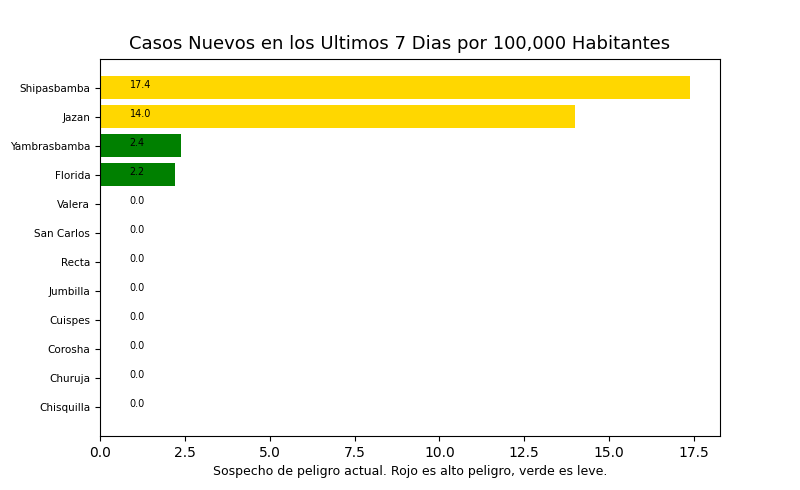 Casos Nuevos en los Ultimos 7 Dias por 100,000 Habitantes
Shipasbamba 17.4
Jazan 14.0
Yambrasbamba 2.4
Florida 2.2
Valera 0.0
San Carlos 0.0
Recta 0.0
Jumbilla 0.0
Cuispes 0.0
Corosha 0.0
Churuja 0.0
Chisquilla 0.0
0.0 2.5 5.0 7.5 10.0 12.5 15.0 17.5
Sospecho de peligro actual. Rojo es alto peligro, verde es leve.